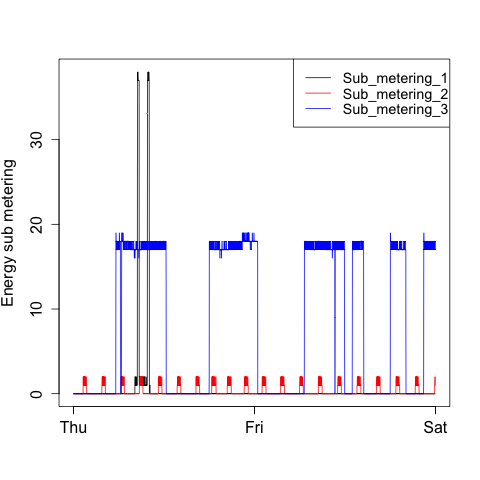 Sub_metering_1
Sub_metering_2
Sub_metering_3
Energy sub metering
30
20
10
0
Thu Fri Sat